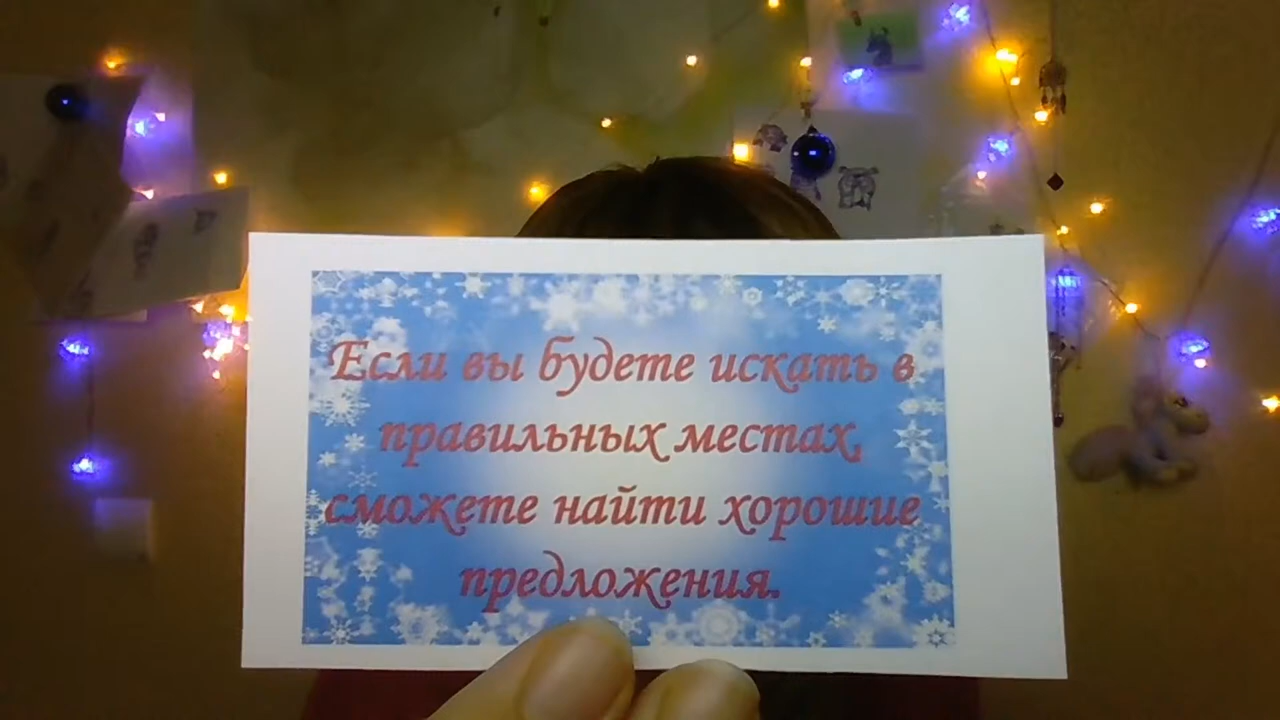 Если вы будете искать в
правильных местах,
сможете найти хорошие
предложения.